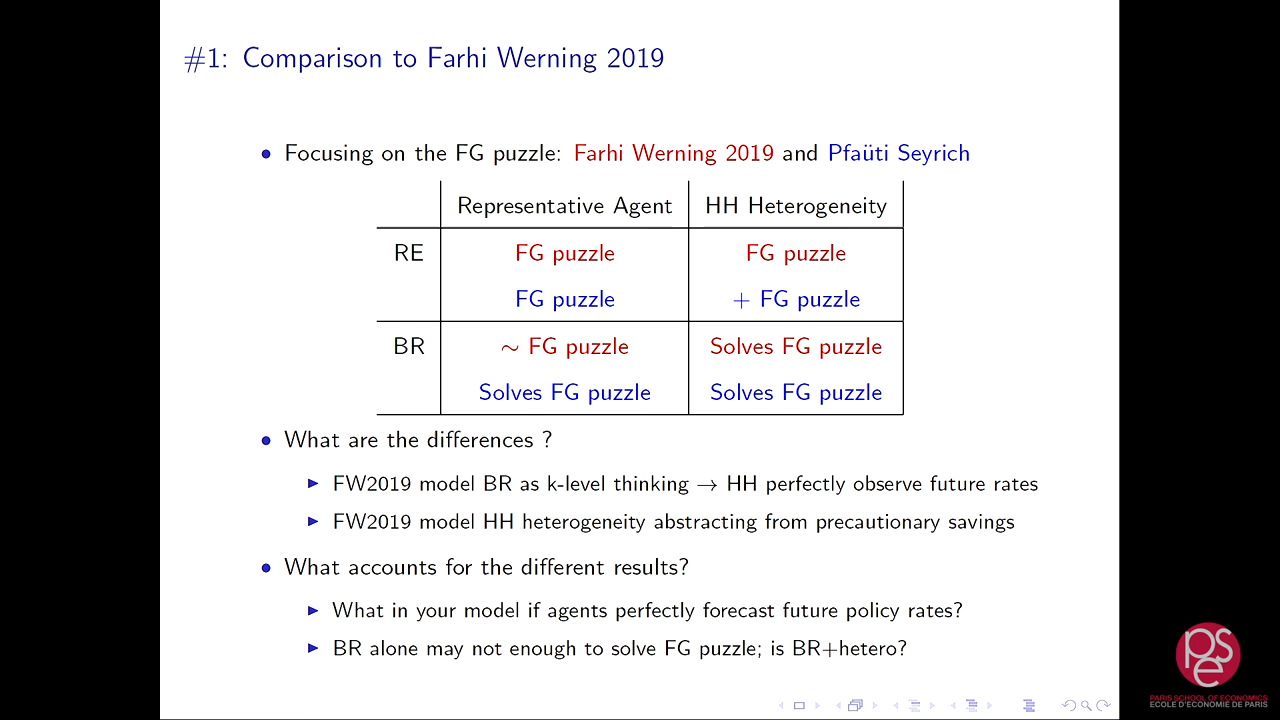 #1: Comparison to Farhi Werning 2019
• Focusing on the FG puzzle: Farhi Werning 2019 and Pfaüti Seyrich
Representative Agent HH Heterogeneity
RE FG puzzle FG puzzle
FG puzzle + FG puzzle
BR ∼ FG puzzle Solves FG puzzle
Solves FG puzzle Solves FG puzzle
• What are the differences ?
▶ FW2019 model BR as k-level thinking → HH perfectly observe future rates
▶ FW2019 model HH heterogeneity abstracting from precautionary savings
• What accounts for the different results?
▶ What in your model if agents perfectly forecast future policy rates?
▶ BR alone may not enough to solve FG puzzle; is BR+hetero?
pse
PARIS SCHOOL OF ECONOMICS
ECOLE D'ECONOMIE DE PARIS